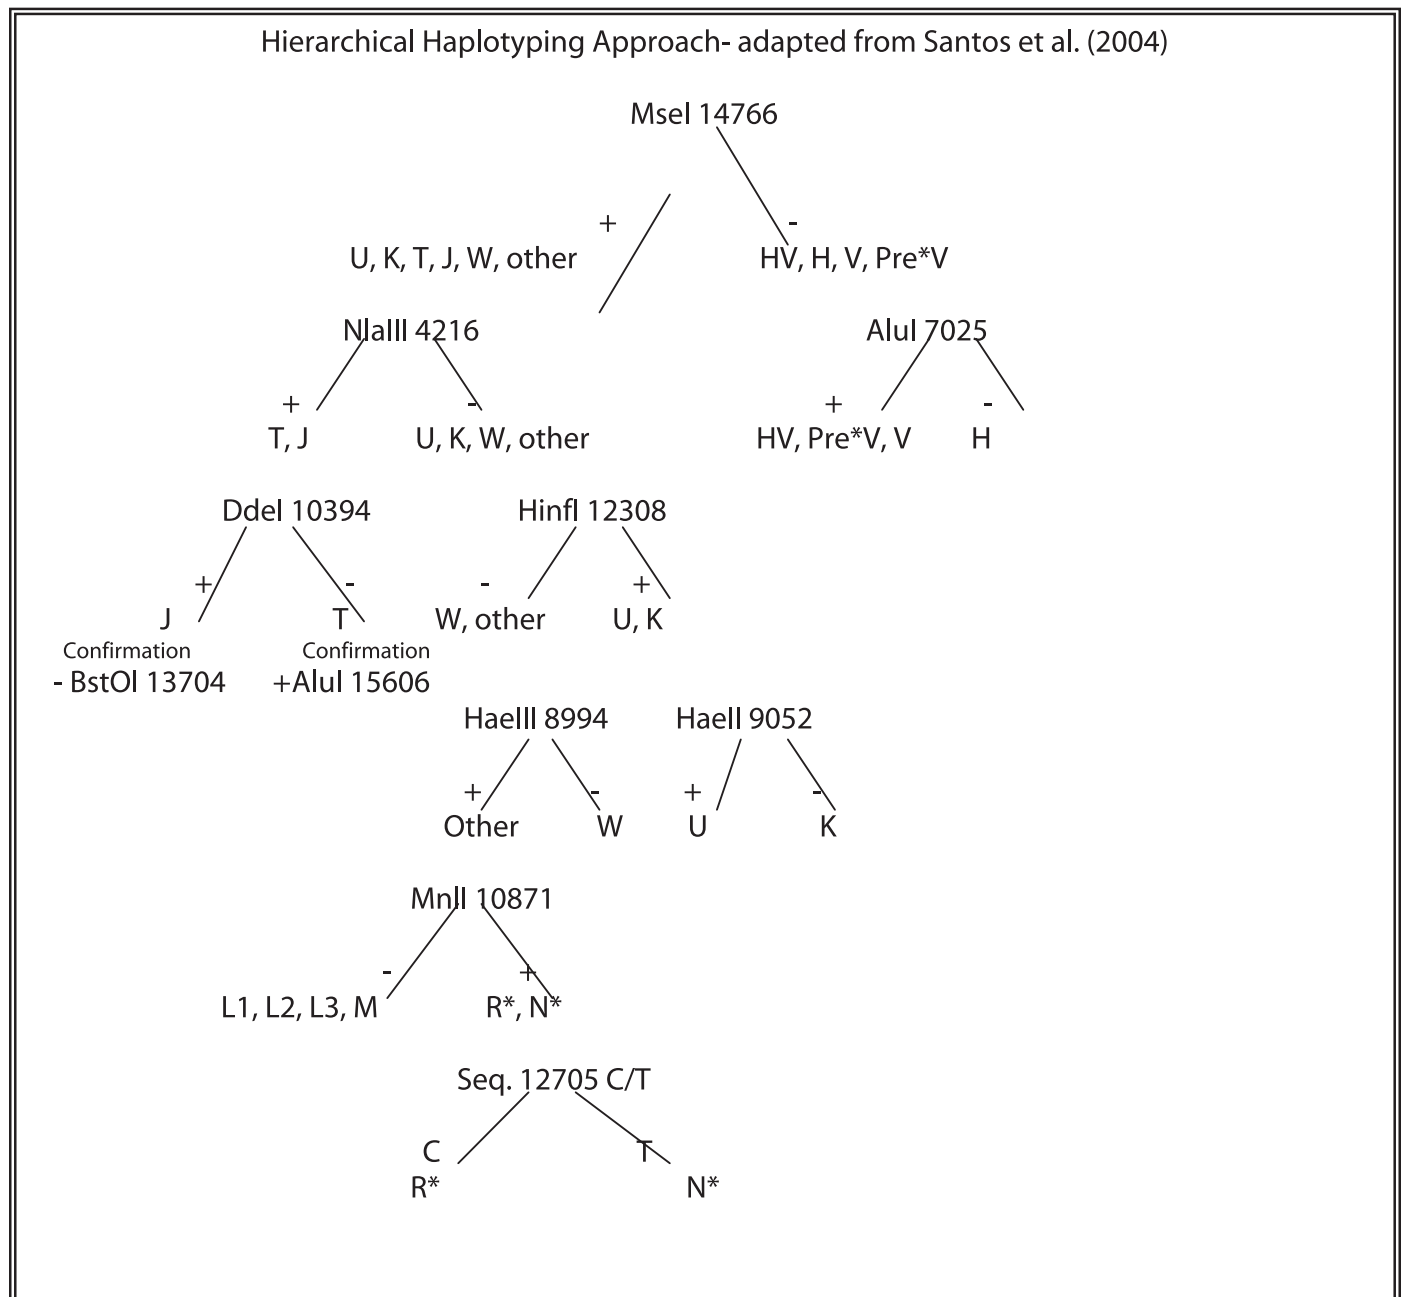 Hierarchical Haplotyping Approach- adapted from Santos et al. (2004)
MseI 14766
+ -
U, K, T, J, W, other HV, H, V, Pre*V
NlaIII 4216 AluI 7025
+ - + -
T, J U, K, W, other HV, Pre*V, V H
DdeI 10394 HinfI 12308
+ - - +
J T W, other U, K
Confirmation Confirmation
- BstOI 13704 +AluI 15606
HaeIII 8994 HaeII 9052
+ - + -
Other W U K
MnlI 10871
- +
L1, L2, L3, M R*, N*
Seq. 12705 C/T
C T
R* N*